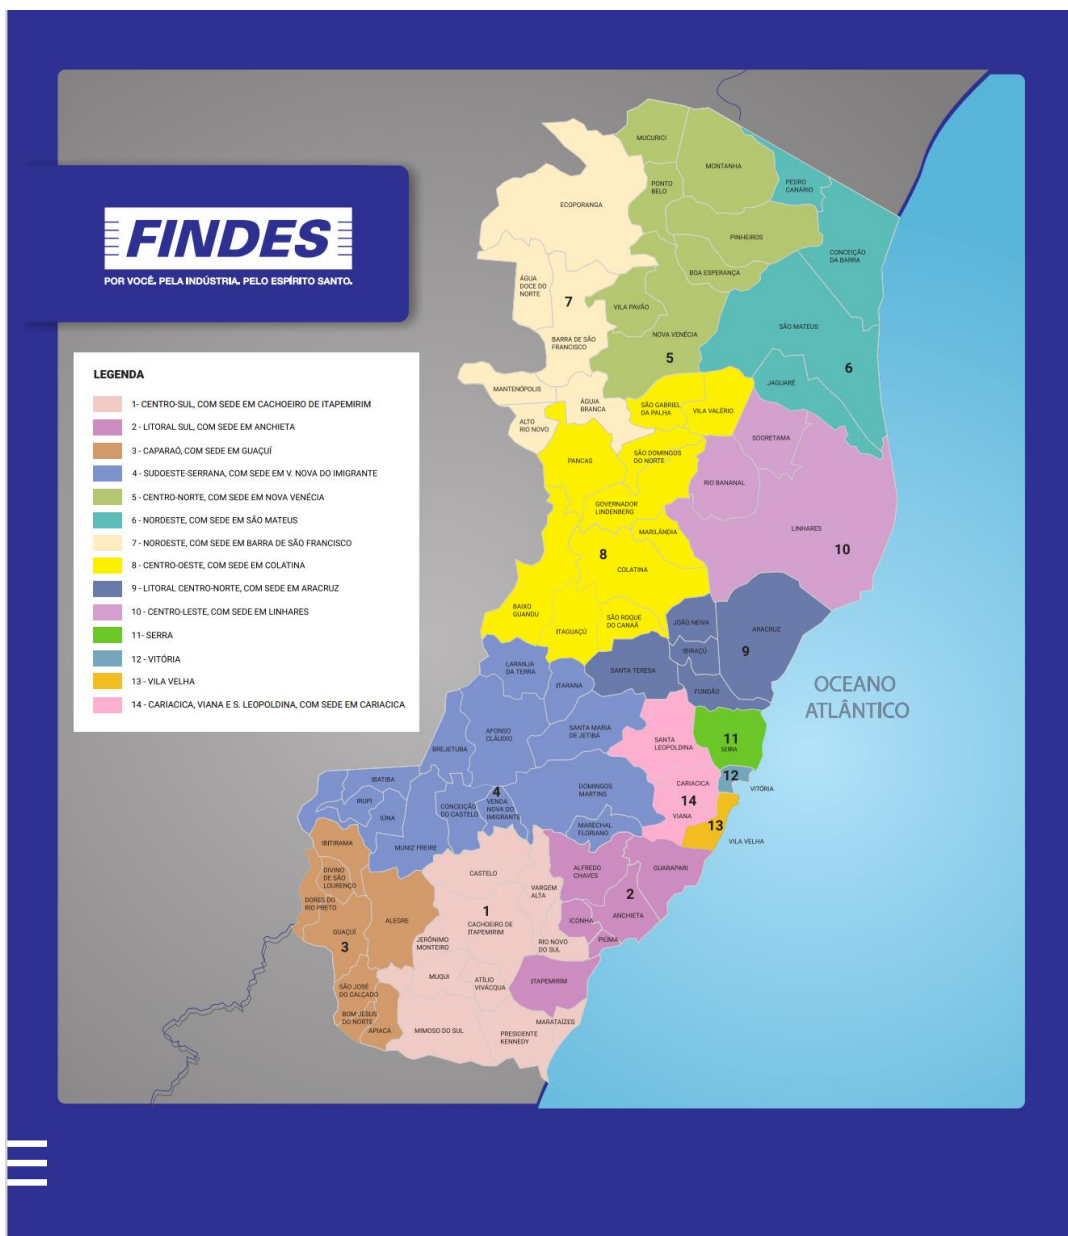 FINDES
POR VOCÊ. PELA INDÚSTRIA. PELO ESPÍRITO SANTO.
LEGENDA
1- CENTRO-SUL, COM SEDE EM CACHOEIRO DE ITAPEMIRIM
2 - LITORAL SUL, COM SEDE EM ANCHIETA
3 - CAPARAÓ, COM SEDE EM GUAÇUÍ
4 - SUDOESTE-SERRANA, COM SEDE EM V. NOVA DO IMIGRANTE
5 - CENTRO-NORTE, COM SEDE EM NOVA VENÉCIA
6 - NORDESTE, COM SEDE EM SÃO MATEUS
7 - NOROESTE, COM SEDE EM BARRA DE SÃO FRANCISCO
8 - CENTRO-OESTE, COM SEDE EM COLATINA
9 - LITORAL CENTRO-NORTE, COM SEDE EM ARACRUZ
10 - CENTRO-LESTE, COM SEDE EM LINHARES
11- SERRA
12 - VITÓRIA
13 - VILA VELHA
14 - CARIACICA, VIANA E S. LEOPOLDINA, COM SEDE EM CARIACICA
MUCURICI
MONTANHA
PONTO
BELO
PEDRO
CANÁRIO
ECOPORANGA
PINHEIROS
CONCEIÇÃO
DA BARRA
BOA ESPERANÇA
ÁGUA
DOCE DO
NORTE
7
VILA PAVÃO
SÃO MATEUS
NOVA VENÉCIA
BARRA DE SÃO
FRANCISCO
5
6
JAGUARÉ
MANTENÓPOLIS
ÁGUA
BRANCA
SÃO GABRIEL
DA PALHA
VILA VALÉRIO
ALTO
RIO NOVO
SOORETAMA
PANCAS
SÃO DOMINGOS
DO NORTE
RIO BANANAL
GOVERNADOR
LINDENBERG
MARILÂNDIA
LINHARES
10
8
COLATINA
BAIXO
GUANDU
ITAGUAÇÚ
SÃO ROQUE
DO CANAÃ
JOÃO NEIVA
ARACRUZ
IBIRAÇÚ
9
LARANJA
DA TERRA
SANTA TERESA
ITARANA
FUNDÃO
OCEANO
ATLÂNTICO
AFONSO
CLÁUDIO
SANTA MARIA
DE JETIBÁ
SANTA
LEOPOLDINA
11
SERRA
BREJETUBA
IBATIBA
12
VITÓRIA
CARIACICA
DOMINGOS
MARTINS
4
VENDA
NOVA DO
IMIGRANTE
14
VIANA
IRUPI
CONCEIÇÃO
DO CASTELO
IÚNA
MARECHAL
FLORIANO
13
VILA VELHA
IBITIRAMA
MUNIZ FREIRE
CASTELO
ALFREDO
CHAVES
GUARAPARI
DIVINO
DE SÃO
LOURENÇO
VARGEM
ALTA
2
DORES DO
RIO PRETO
1
ANCHIETA
ALEGRE
CACHOEIRO DE
ITAPEMIRIM
ICONHA
GUAÇUÍ
3
JERÔNIMO
MONTEIRO
RIO NOVO
DO SUL
PIÚMA
MUQUI
ATÍLIO
VIVÁCQUA
ITAPEMIRIM
SÃO JOSÉ
DO CALÇADO
BOM JESUS
DO NORTE
APIACÁ
MIMOSO DO SUL
MARATAÍZES
PRESIDENTE
KENNEDY